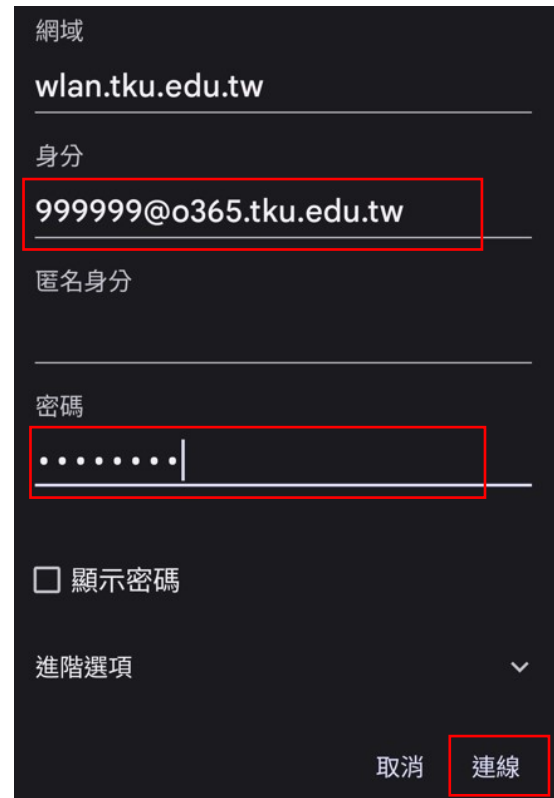 網域
wlan.tku.edu.tw
身分
999999@o365.tku.edu.tw
匿名身分
密碼
••••••••
顯示密碼
進階選項
取消 連線